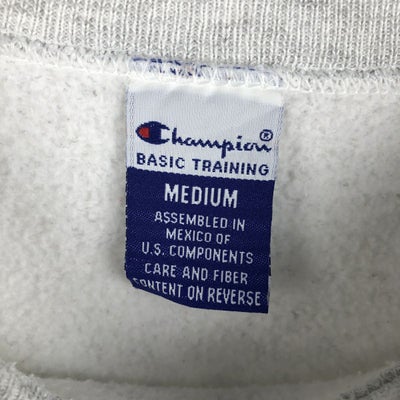 Champion®
BASIC TRAINING
MEDIUM
ASSEMBLED IN
MEXICO OF
U.S. COMPONENTS
CARE AND FIBER
CONTENT ON REVERSE